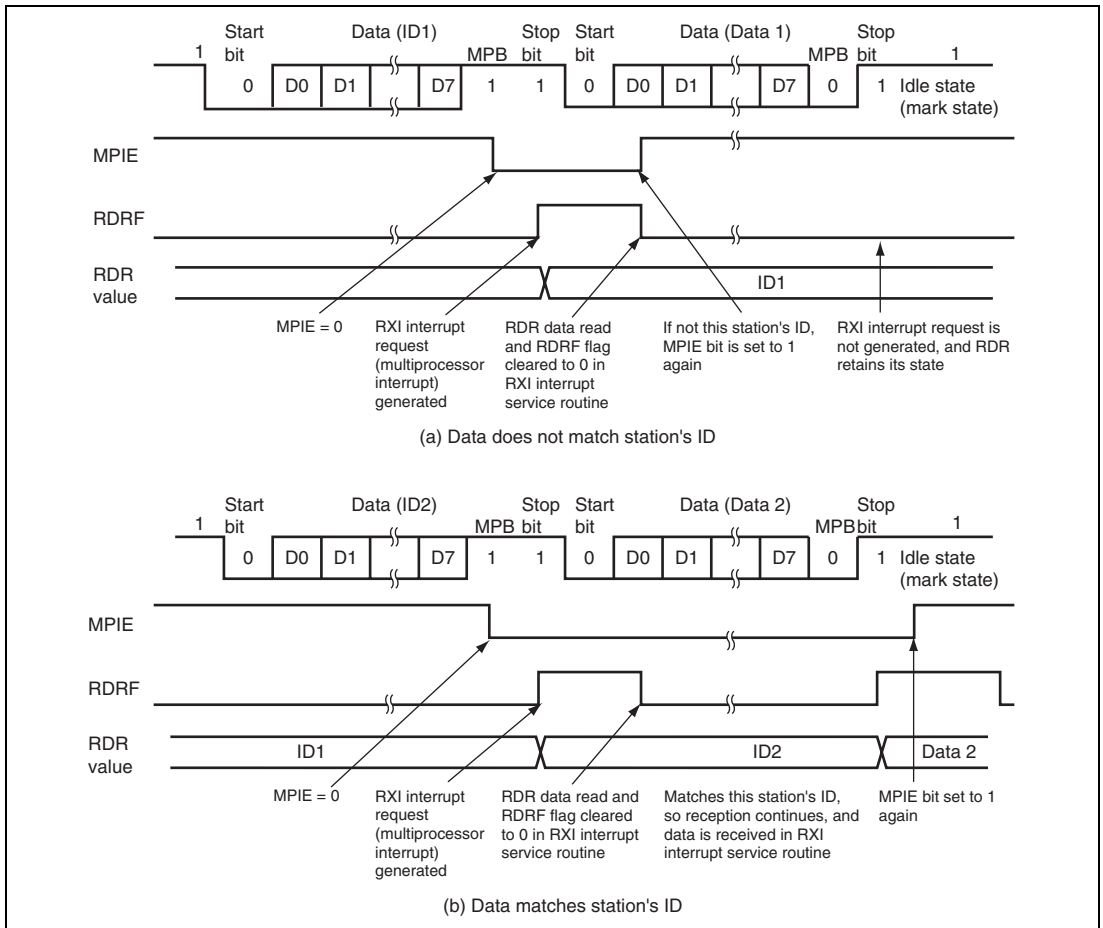 Start bit
Data (ID1)
MPB
Stop bit
Start bit
Data (Data 1)
MPB
Stop bit
1
1
0
D0
D1
D7
1
1
0
D0
D1
D7
0
1
Idle state
(mark state)
MPIE
RDRF
RDR
value
ID1
MPIE = 0
RXI interrupt
request
(multiprocessor
interrupt)
generated
RDR data read
and RDRF flag
cleared to 0 in
RXI interrupt
service routine
If not this station's ID,
MPIE bit is set to 1
again
RXI interrupt request is
not generated, and RDR
retains its state
(a) Data does not match station's ID
Start bit
Data (ID2)
MPB
Stop bit
Start bit
Data (Data 2)
MPB
Stop bit
1
1
0
D0
D1
D7
1
1
0
D0
D1
D7
0
1
Idle state
(mark state)
MPIE
RDRF
RDR
value
ID1
ID2
Data 2
MPIE = 0
RXI interrupt
request
(multiprocessor
interrupt)
generated
RDR data read and
RDRF flag cleared
to 0 in RXI interrupt
service routine
Matches this station's ID,
so reception continues, and
data is received in RXI
interrupt service routine
MPIE bit set to 1
again
(b) Data matches station's ID